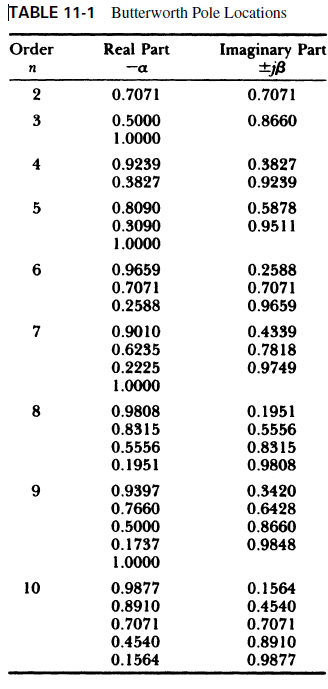 TABLE 11-1 Butterworth Pole Locations
Order Real Part Imaginary Part
n −α ±jβ
2 0.7071 0.7071
3 0.5000 0.8660
1.0000
4 0.9239 0.3827
0.3827 0.9239
5 0.8090 0.5878
0.3090 0.9511
1.0000
6 0.9659 0.2588
0.7071 0.7071
0.2588 0.9659
7 0.9010 0.4339
0.6235 0.7818
0.2225 0.9749
1.0000
8 0.9808 0.1951
0.8315 0.5556
0.5556 0.8315
0.1951 0.9808
9 0.9397 0.3420
0.7660 0.6428
0.5000 0.8660
0.1737 0.9848
1.0000
10 0.9877 0.1564
0.8910 0.4540
0.7071 0.7071
0.4540 0.8910
0.1564 0.9877